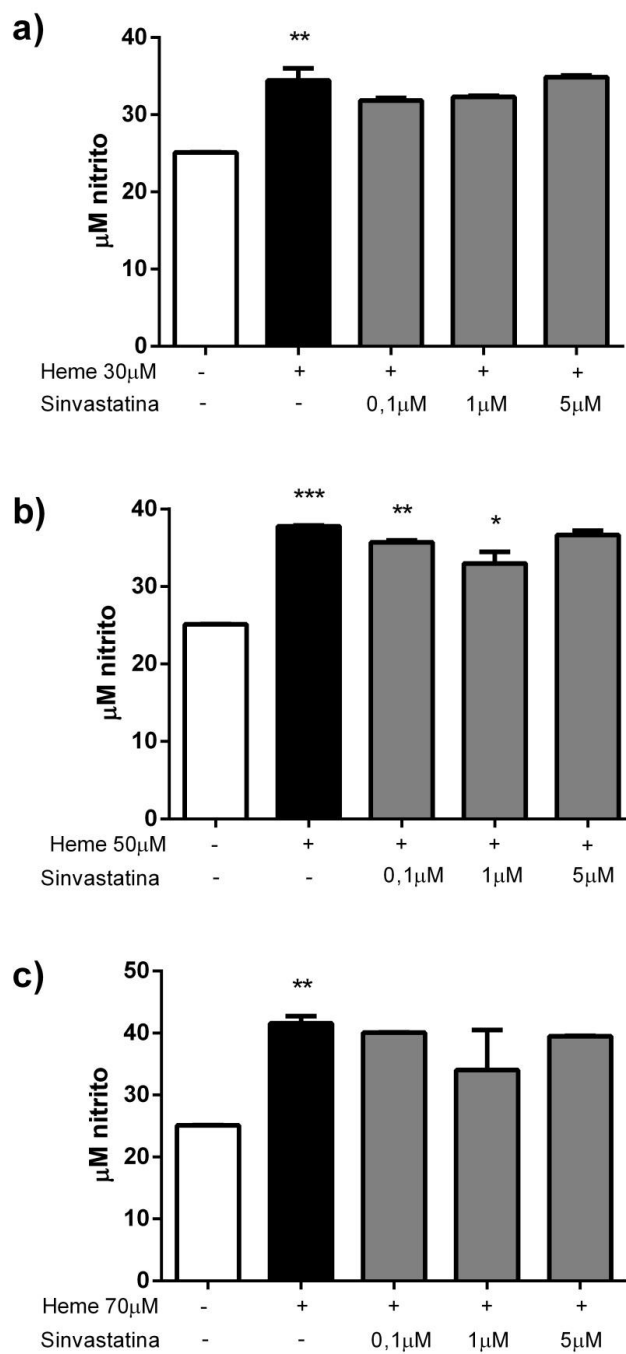 a)
**
40
30
20
10
0
μM nitrito
Heme 30μM - + + + +
Sinvastatina - - 0,1μM 1μM 5μM
b)
*** ** *
40
30
20
10
0
μM nitrito
Heme 50μM - + + + +
Sinvastatina - - 0,1μM 1μM 5μM
c)
**
50
40
30
20
10
0
μM nitrito
Heme 70μM - + + + +
Sinvastatina - - 0,1μM 1μM 5μM